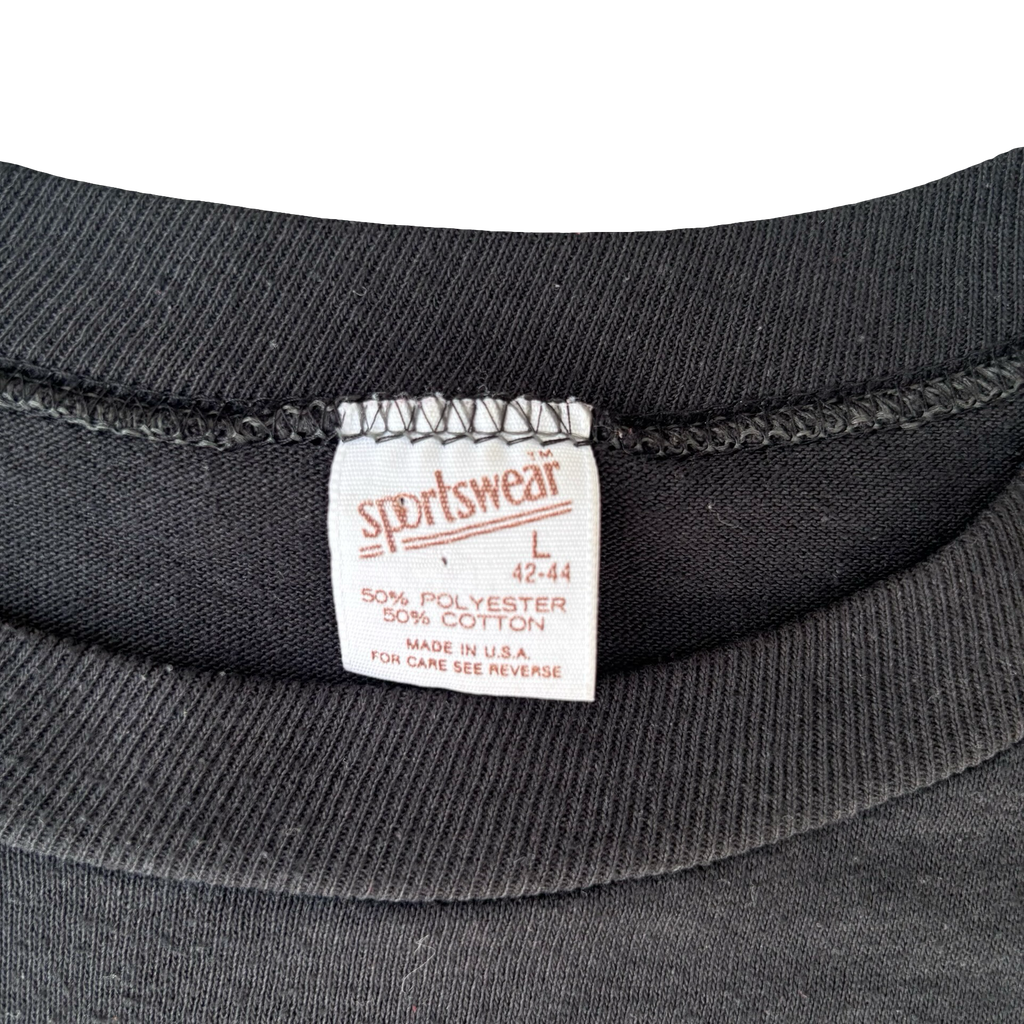 sportswear™
L
42-44
50% POLYESTER
50% COTTON
MADE IN U.S.A.
FOR CARE SEE REVERSE